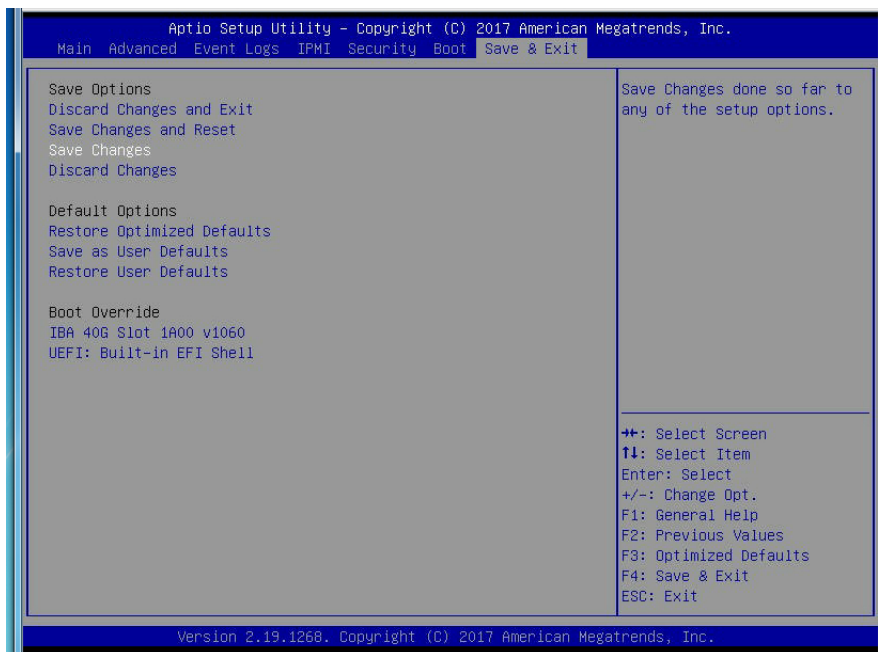 Aptio Setup Utility – Copyright (C) 2017 American Megatrends, Inc.
Main Advanced Event Logs IPMI Security Boot Save & Exit
Save Options
Discard Changes and Exit
Save Changes and Reset
Save Changes
Discard Changes
Default Options
Restore Optimized Defaults
Save as User Defaults
Restore User Defaults
Boot Override
IBA 40G Slot 1A00 v1060
UEFI: Built-in EFI Shell
Save Changes done so far to
any of the setup options.
→←: Select Screen
↑↓: Select Item
Enter: Select
+/-: Change Opt.
F1: General Help
F2: Previous Values
F3: Optimized Defaults
F4: Save & Exit
ESC: Exit
Version 2.19.1268. Copyright (C) 2017 American Megatrends, Inc.